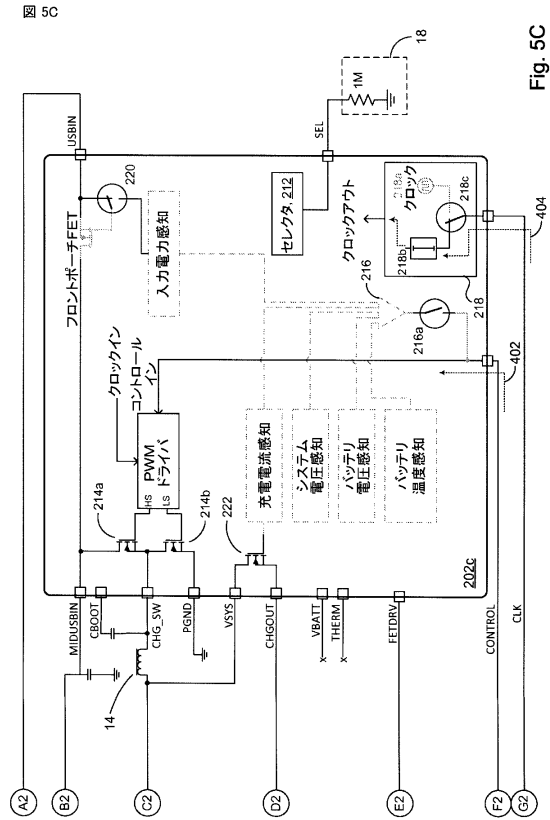 図 5C
Fig. 5C
18
1M
USBIN
SEL
220
フロントポーチFET
入力電力感知
セレクタ, 212
クロックアウト
218a
クロック
218b
218c
404
218
216
216a
402
クロックイン
コントロール
イン
PWM
ドライバ
HS
LS
214a
214b
222
充電電流感知
システム
電圧感知
バッテリ
電圧感知
バッテリ
温度感知
202c
MIDUSBIN
CBOOT
CHG_SW
PGND
VSYS
CHGOUT
VBATT
THERM
FETDRV
CONTROL
CLK
14
x
x
A2
B2
C2
D2
E2
F2
G2